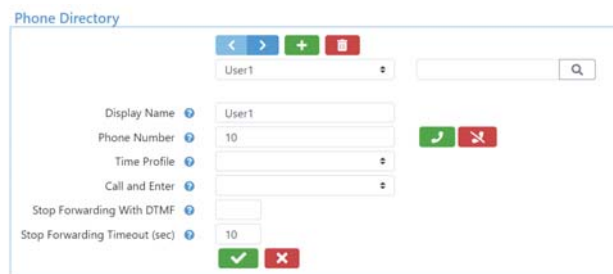 Phone Directory
User1
Display Name User1
Phone Number 10
Time Profile
Call and Enter
Stop Forwarding With DTMF
Stop Forwarding Timeout (sec) 10